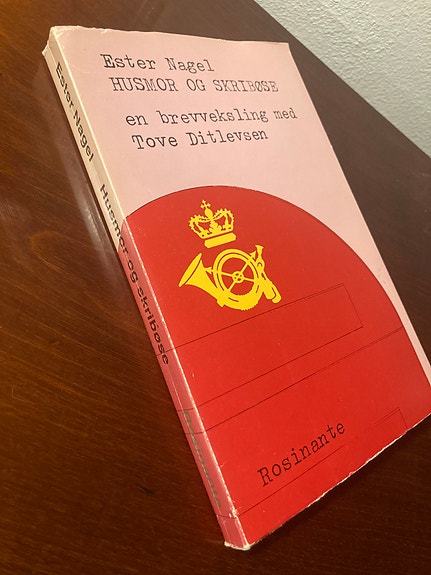 Ester Nagel
HUSMOR OG SKRIBØSE
en brevveksling med
Tove Ditlevsen
Rosinante
Ester Nagel Husmor og skribøse